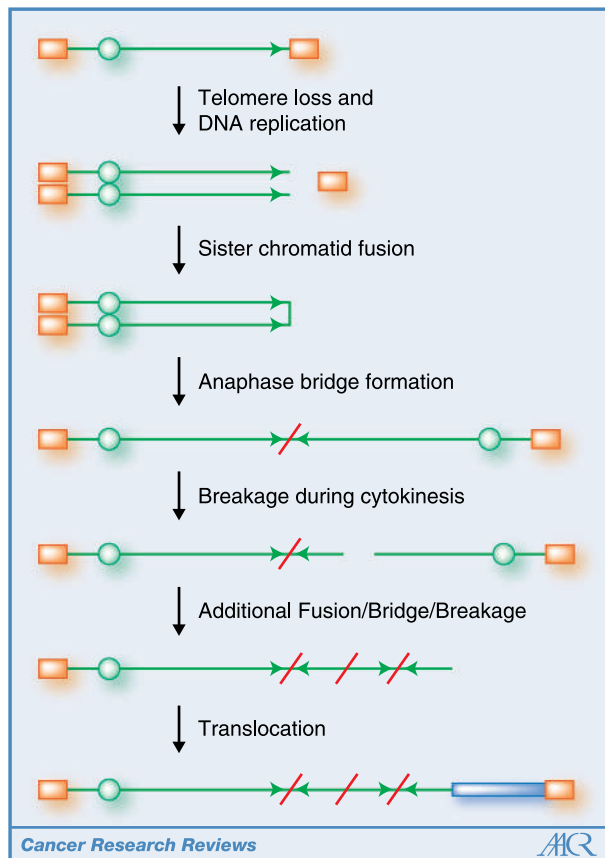 Telomere loss and
DNA replication
Sister chromatid fusion
Anaphase bridge formation
Breakage during cytokinesis
Additional Fusion/Bridge/Breakage
Translocation
Cancer Research Reviews
AACR